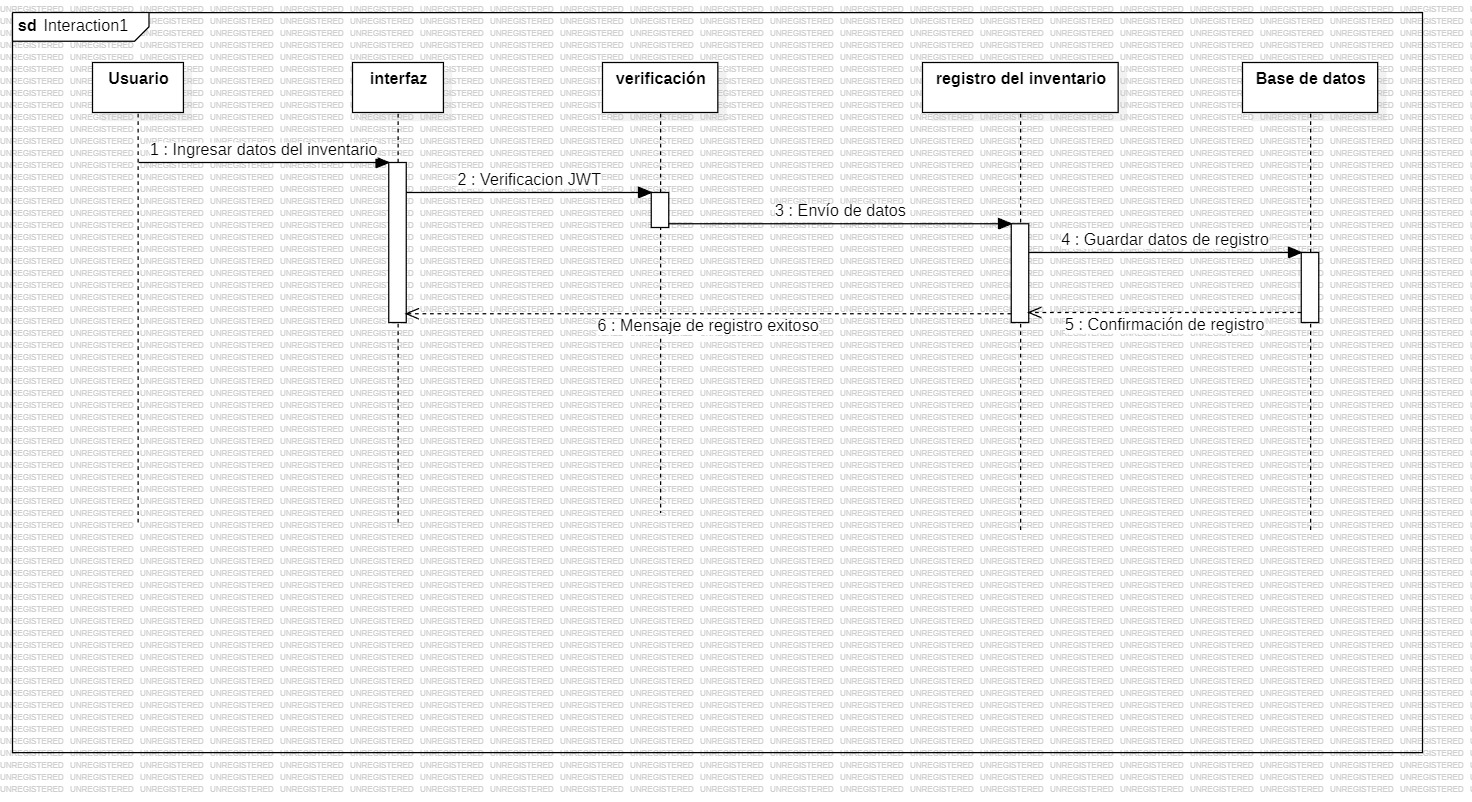 sd Interaction1
Usuario
interfaz
verificación
registro del inventario
Base de datos
1 : Ingresar datos del inventario
2 : Verificacion JWT
3 : Envío de datos
4 : Guardar datos de registro
5 : Confirmación de registro
6 : Mensaje de registro exitoso
UNREGISTERED